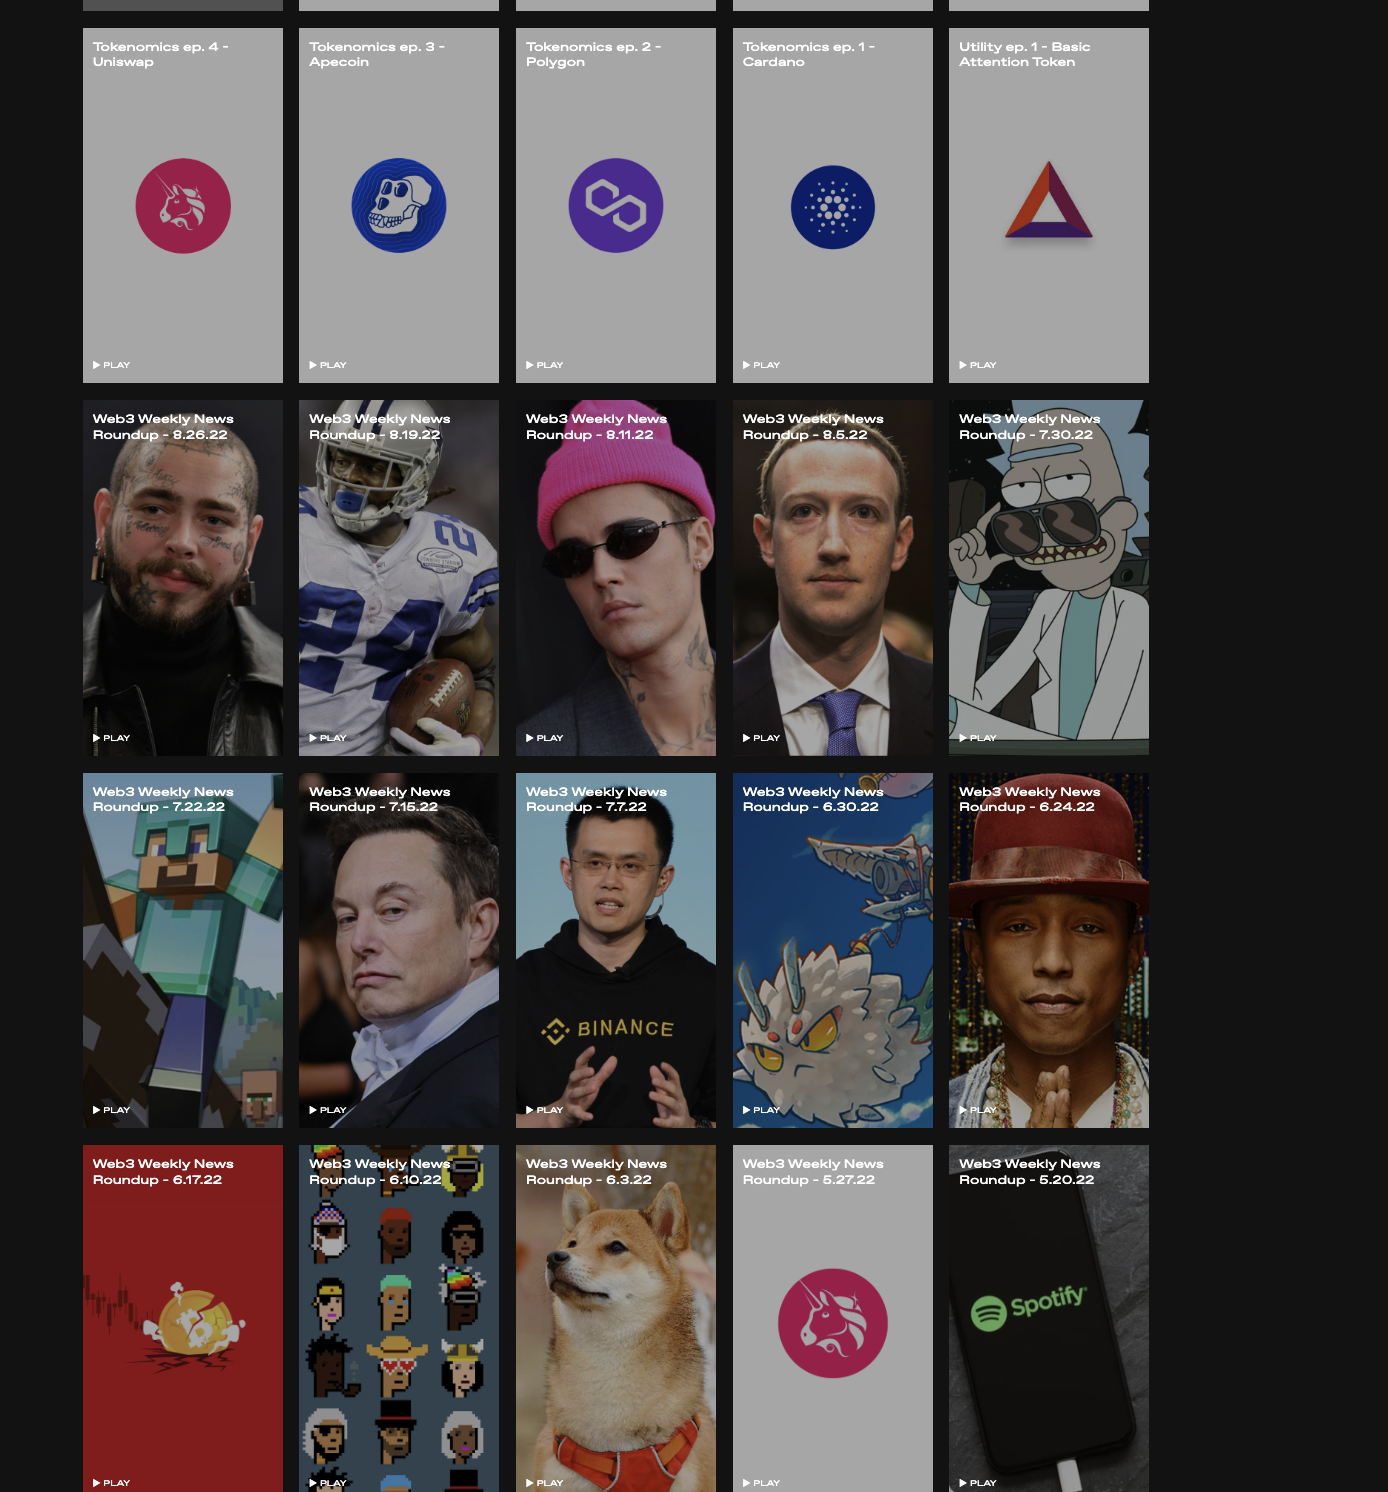 Tokenomics ep. 4 -
Uniswap
PLAY
Tokenomics ep. 3 -
Apecoin
PLAY
Tokenomics ep. 2 -
Polygon
PLAY
Tokenomics ep. 1 -
Cardano
PLAY
Utility ep. 1 - Basic
Attention Token
PLAY
Web3 Weekly News
Roundup - 8.26.22
PLAY
Web3 Weekly News
Roundup - 8.19.22
24
24
PLAY
Web3 Weekly News
Roundup - 8.11.22
PLAY
Web3 Weekly News
Roundup - 8.5.22
PLAY
Web3 Weekly News
Roundup - 7.30.22
PLAY
Web3 Weekly News
Roundup - 7.22.22
PLAY
Web3 Weekly News
Roundup - 7.15.22
PLAY
Web3 Weekly News
Roundup - 7.7.22
BINANCE
PLAY
Web3 Weekly News
Roundup - 6.30.22
PLAY
Web3 Weekly News
Roundup - 6.24.22
PLAY
Web3 Weekly News
Roundup - 6.17.22
PLAY
Web3 Weekly News
Roundup - 6.10.22
PLAY
Web3 Weekly News
Roundup - 6.3.22
PLAY
Web3 Weekly News
Roundup - 5.27.22
PLAY
Web3 Weekly News
Roundup - 5.20.22
Spotify
PLAY